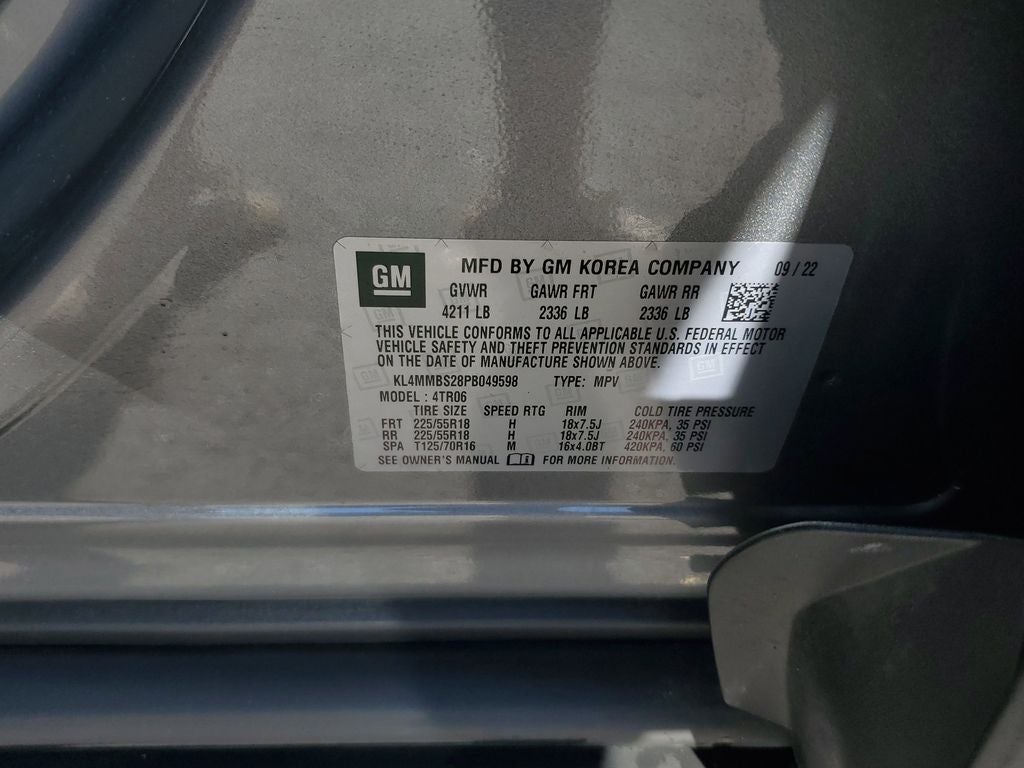 GM MFD BY GM KOREA COMPANY 09 / 22
GVWR GAWR FRT GAWR RR
4211 LB 2336 LB 2336 LB
THIS VEHICLE CONFORMS TO ALL APPLICABLE U.S. FEDERAL MOTOR
VEHICLE SAFETY AND THEFT PREVENTION STANDARDS IN EFFECT
ON THE DATE OF MANUFACTURE SHOWN ABOVE.
KL4MMBS28PB049598 TYPE: MPV
MODEL : 4TR06
TIRE SIZE SPEED RTG RIM COLD TIRE PRESSURE
FRT 225/55R18 H 18x7.5J 240KPA, 35 PSI
RR 225/55R18 H 18x7.5J 240KPA, 35 PSI
SPA T125/70R16 M 16x4.0BT 420KPA, 60 PSI
SEE OWNER'S MANUAL FOR MORE INFORMATION.